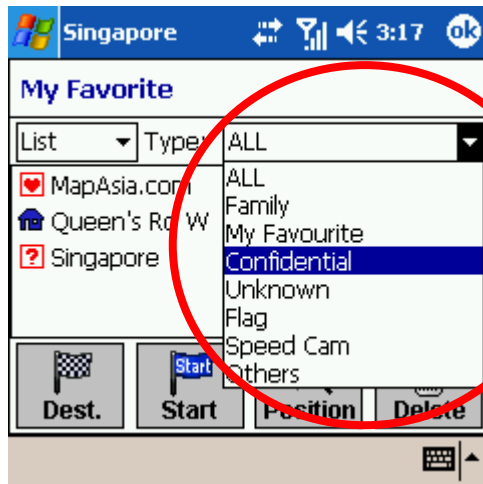 Singapore 3:17 ok
My Favorite
List Type: ALL
MapAsia.com
Queen's Rd W
Singapore
ALL
Family
My Favourite
Confidential
Unknown
Flag
Speed Cam
Others
Start
Dest. Start Position Delete